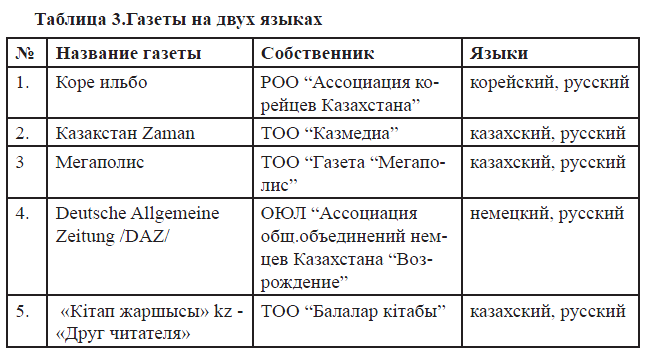 Таблица 3.Газеты на двух языках
№ Название газеты Собственник Языки
1. Коре ильбо РОО “Ассоциация ко-
рейцев Казахстана” корейский, русский
2. Казакстан Zaman ТОО “Казмедиа” казахский, русский
3 Мегаполис ТОО “Газета “Мегапо-
лис” казахский, русский
4. Deutsche Allgemeine
Zeitung /DAZ/ ОЮЛ “Ассоциация
общ.объединений нем-
цев Казахстана “Воз-
рождение” немецкий, русский
5. «Кітап жаршысы» kz -
«Друг читателя» ТОО “Балалар кітабы” казахский, русский